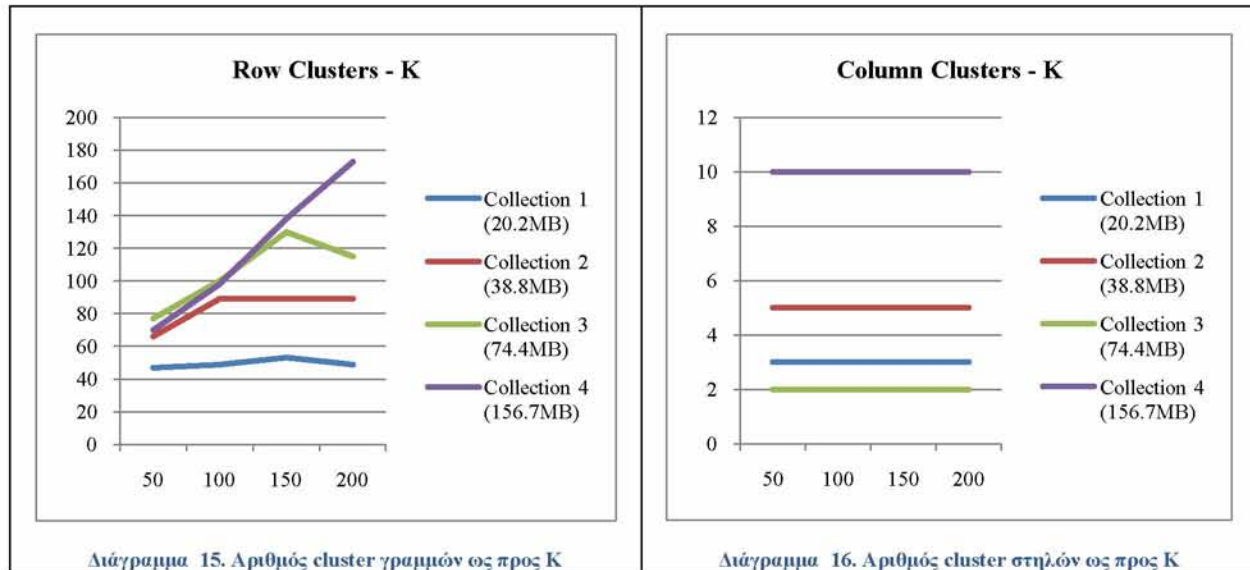 Row Clusters - K
200
180
160
140
120
100
80
60
40
20
0
50 100 150 200
Collection 1
(20.2MB)
Collection 2
(38.8MB)
Collection 3
(74.4MB)
Collection 4
(156.7MB)
Διάγραμμα 15. Αριθμός cluster γραμμών ως προς K
Column Clusters - K
12
10
8
6
4
2
0
50 100 150 200
Collection 1
(20.2MB)
Collection 2
(38.8MB)
Collection 3
(74.4MB)
Collection 4
(156.7MB)
Διάγραμμα 16. Αριθμός cluster στηλών ως προς K